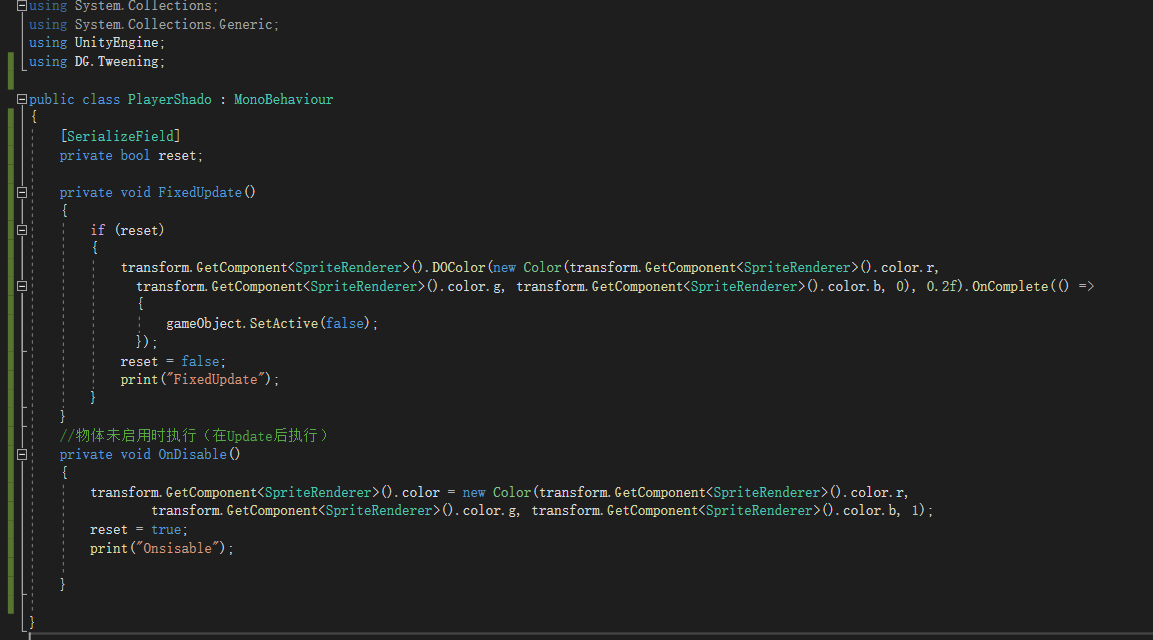 using System.Collections;
using System.Collections.Generic;
using UnityEngine;
using DG.Tweening;
public class PlayerShado : MonoBehaviour
{
[SerializeField]
private bool reset;
private void FixedUpdate()
{
if (reset)
{
transform.GetComponent<SpriteRenderer>().DOColor(new Color(transform.GetComponent<SpriteRenderer>().color.r,
transform.GetComponent<SpriteRenderer>().color.g, transform.GetComponent<SpriteRenderer>().color.b, 0), 0.2f).OnComplete(() =>
{
gameObject.SetActive(false);
});
reset = false;
print("FixedUpdate");
}
}
//物体未启用时执行（在Update后执行）
private void OnDisable()
{
transform.GetComponent<SpriteRenderer>().color = new Color(transform.GetComponent<SpriteRenderer>().color.r,
transform.GetComponent<SpriteRenderer>().color.g, transform.GetComponent<SpriteRenderer>().color.b, 1);
reset = true;
print("Onsisable");
}
}